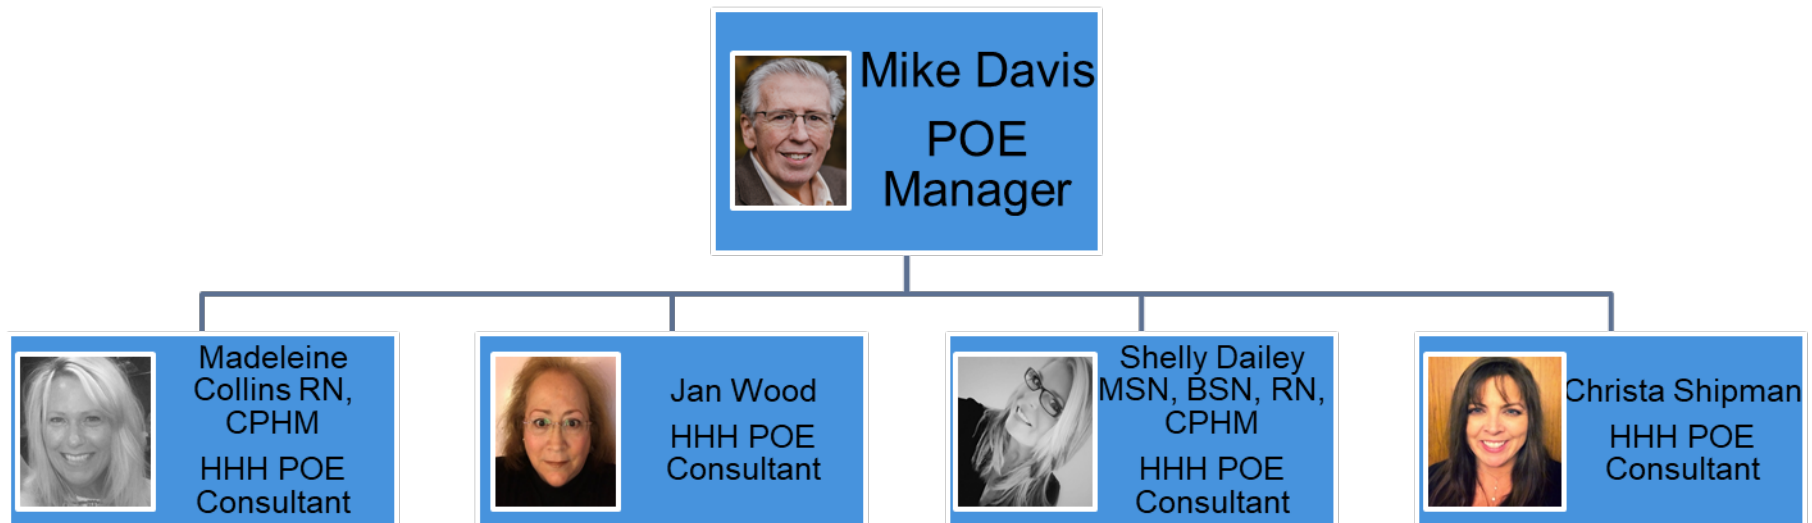 Mike Davis
POE
Manager
Madeleine
Collins RN,
CPHM
HHH POE
Consultant
Jan Wood
HHH POE
Consultant
Shelly Dailey
MSN, BSN, RN,
CPHM
HHH POE
Consultant
Christa Shipman
HHH POE
Consultant